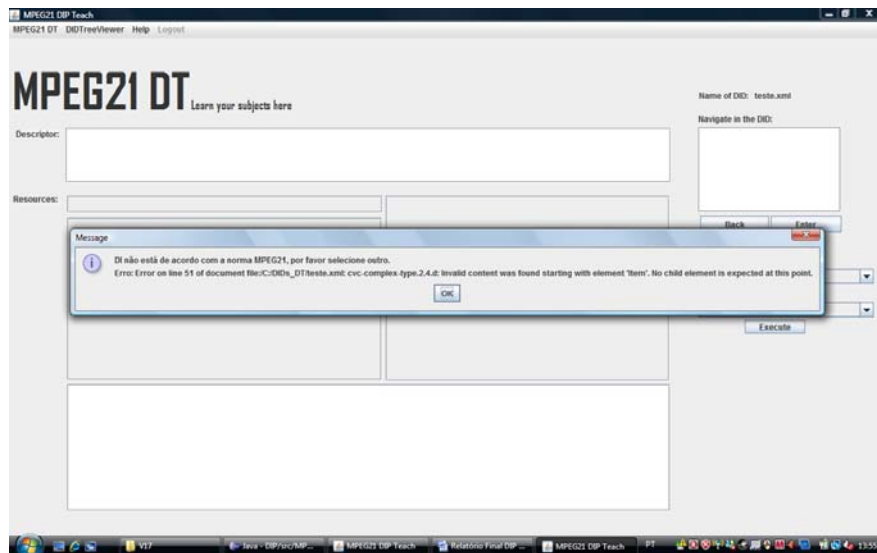 MPEG21 DIP Teach
MPEG21 DT DIDTreeViewer Help Logout
MPEG21 DT Learn your subjects here
Name of DID: teste.xml
Navigate in the DID:
Descriptor:
Resources:
Back Enter
Message
DI não está de acordo com a norma MPEG21, por favor selecione outro.
Erro: Error on line 51 of document file:/C:/DIDs_DT/teste.xml: cvc-complex-type.2.4.d: Invalid content was found starting with element 'Item'. No child element is expected at this point.
OK
Execute
V17 Java - DIP/src/MP... MPEG21 DIP Teach Relatório Final DIP ... MPEG21 DIP Teach PT 13:55